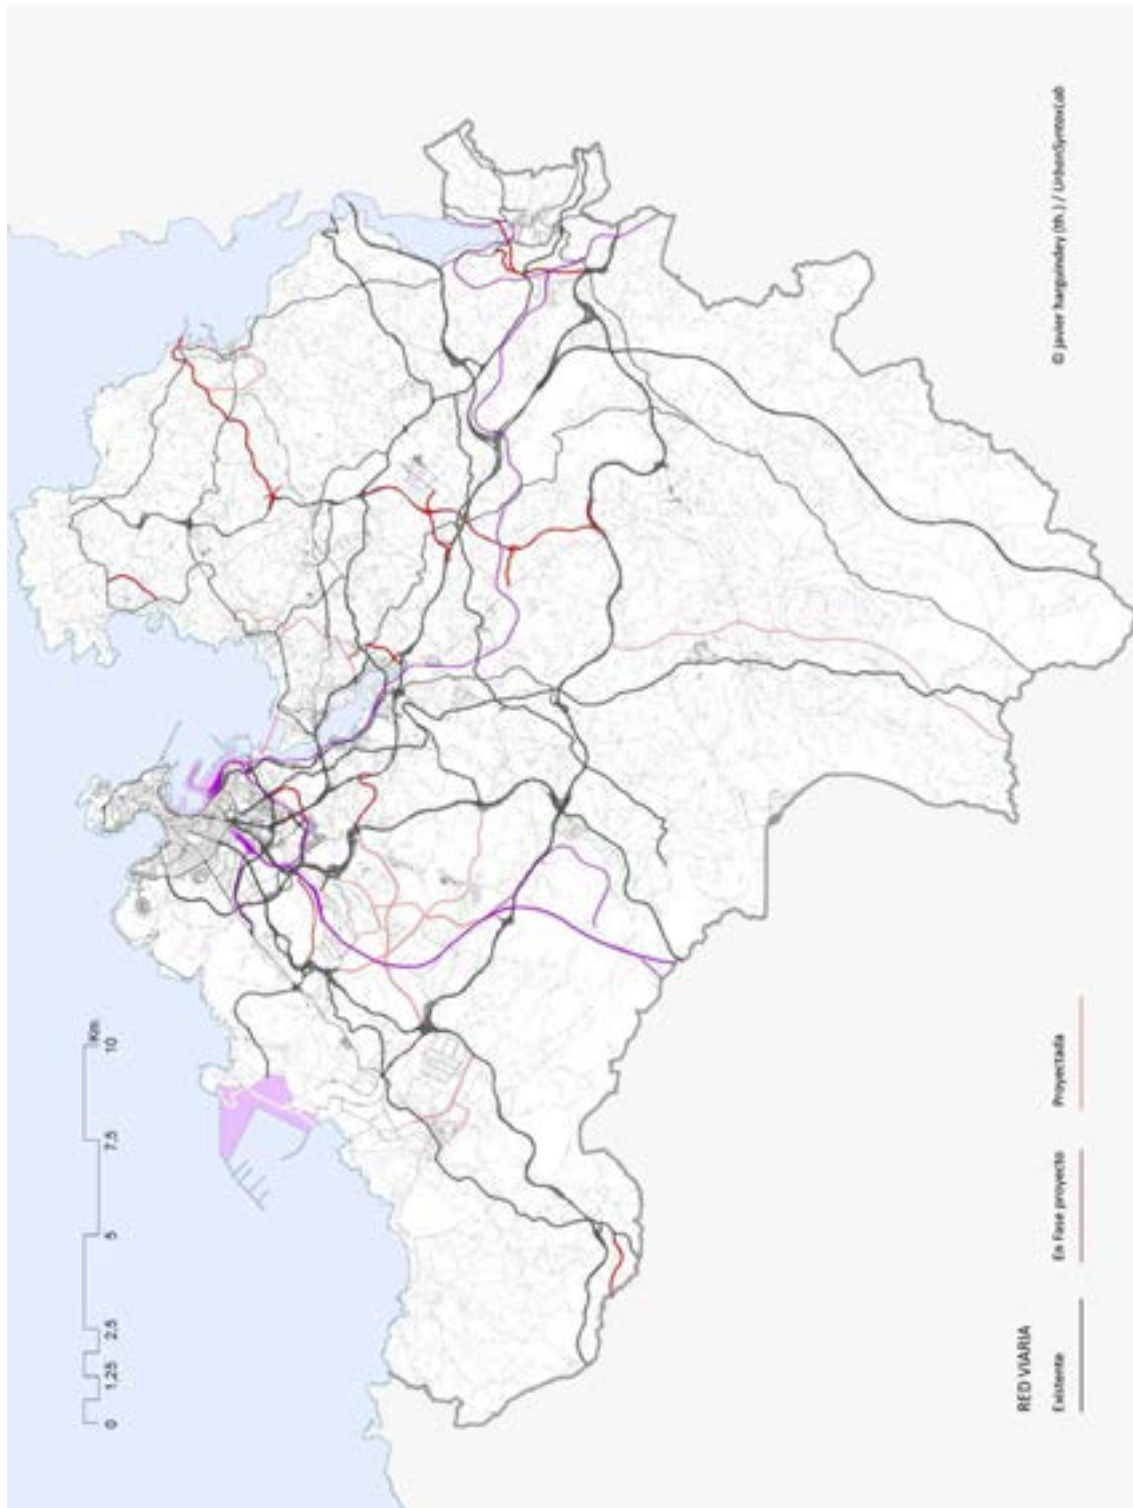 0 1,25 2,5 5 7,5 10 Km.
© javier harguindey (th.) / UrbanSyntaxLab
RED VIARIA
Existente En Fase proyecto Proyectada